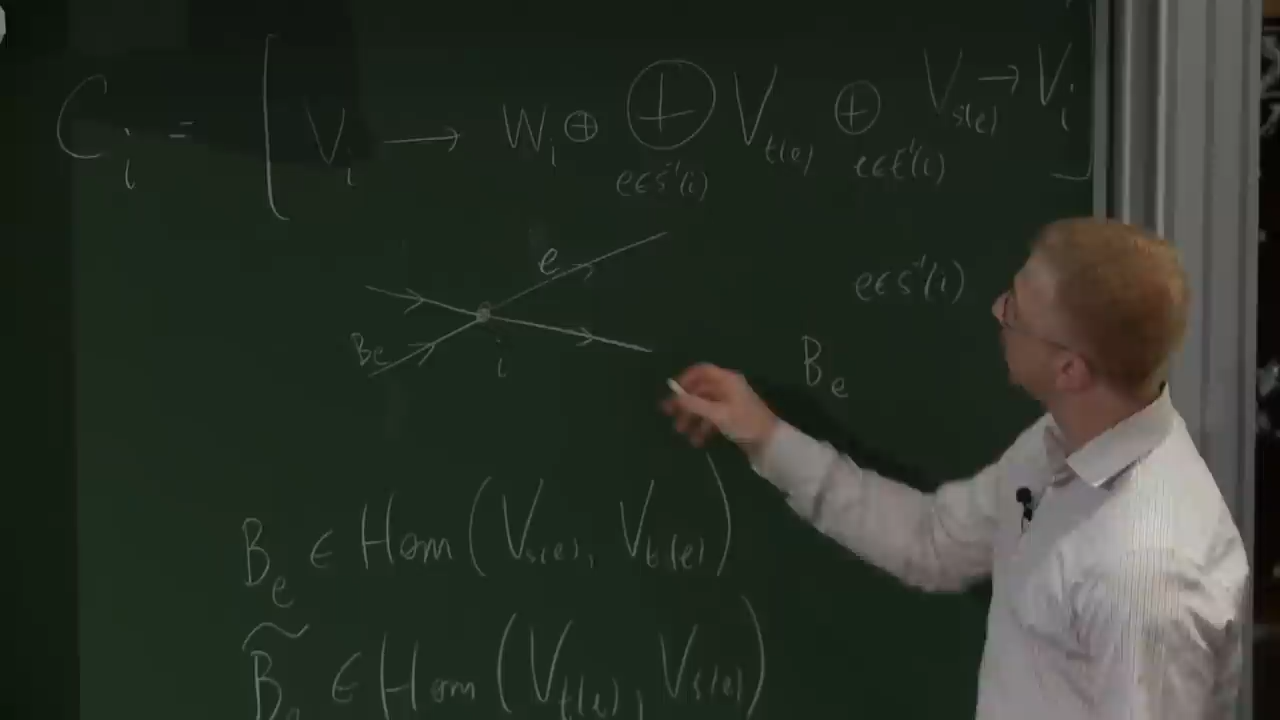 C_i = [ V_i → W_i ⊕ ⊕_{e∈s⁻¹(i)} V_{t(e)} ⊕_{e∈t⁻¹(i)} V_{s(e)} → V_i ]
e
e∈s⁻¹(i)
B_e
i
B_e
B_e ∈ Hom(V_{s(e)}, V_{t(e)})
B̃_e ∈ Hom(V_{t(e)}, V_{s(e)})